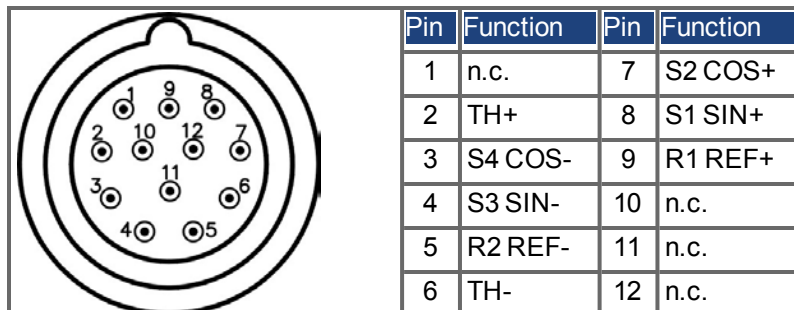 1 9 8
2 10 12 7
11
3 6
4 5
Pin Function Pin Function
1 n.c. 7 S2 COS+
2 TH+ 8 S1 SIN+
3 S4 COS- 9 R1 REF+
4 S3 SIN- 10 n.c.
5 R2 REF- 11 n.c.
6 TH- 12 n.c.